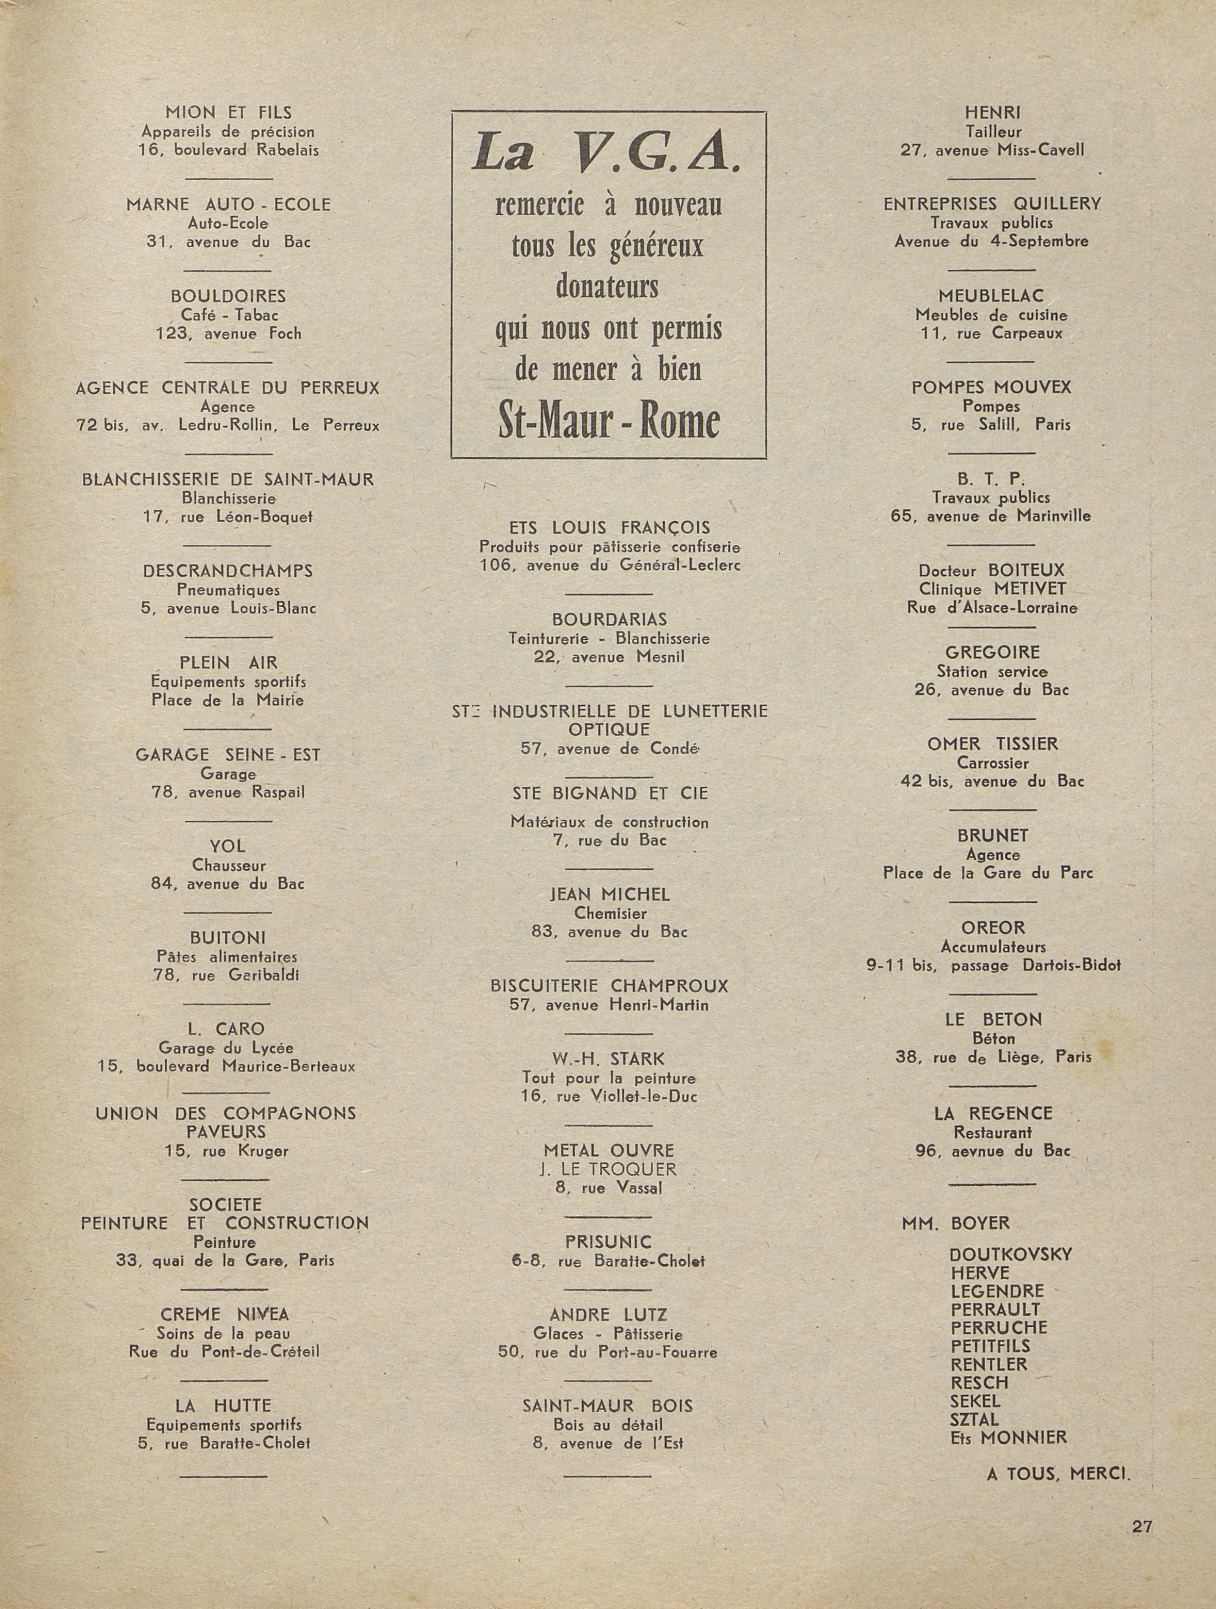 MION ET FILS
Appareils de précision
16, boulevard Rabelais
MARNE AUTO - ECOLE
Auto-Ecole
31, avenue du Bac
BOULDOIRES
Café - Tabac
123, avenue Foch
AGENCE CENTRALE DU PERREUX
Agence
72 bis, av. Ledru-Rollin, Le Perreux
BLANCHISSERIE DE SAINT-MAUR
Blanchisserie
17, rue Léon-Boquet
DESCRANDCHAMPS
Pneumatiques
5, avenue Louis-Blanc
PLEIN AIR
Equipements sportifs
Place de la Mairie
GARAGE SEINE - EST
Garage
78, avenue Raspail
YOL
Chausseur
84, avenue du Bac
BUITONI
Pâtes alimentaires
78, rue Garibaldi
L. CARO
Garage du Lycée
15, boulevard Maurice-Berteaux
UNION DES COMPAGNONS
PAVEURS
15, rue Kruger
SOCIETE
PEINTURE ET CONSTRUCTION
Peinture
33, quai de la Gare, Paris
CREME NIVEA
Soins de la peau
Rue du Pont-de-Créteil
LA HUTTE
Equipements sportifs
5, rue Baratte-Cholet
La V.G.A.
remercie à nouveau
tous les généreux
donateurs
qui nous ont permis
de mener à bien
St-Maur - Rome
ETS LOUIS FRANÇOIS
Produits pour pâtisserie confiserie
106, avenue du Général-Leclerc
BOURDARIAS
Teinturerie - Blanchisserie
22, avenue Mesnil
STE INDUSTRIELLE DE LUNETTERIE
OPTIQUE
57, avenue de Condé
STE BIGNAND ET CIE
Matériaux de construction
7, rue du Bac
JEAN MICHEL
Chemisier
83, avenue du Bac
BISCUITERIE CHAMPROUX
57, avenue Henri-Martin
W.-H. STARK
Tout pour la peinture
16, rue Viollet-le-Duc
METAL OUVRE
J. LE TROQUER
8, rue Vassal
PRISUNIC
6-8, rue Baratte-Cholet
ANDRE LUTZ
Glaces - Pâtisserie
50, rue du Port-au-Fouarre
SAINT-MAUR BOIS
Bois au détail
8, avenue de l'Est
HENRI
Tailleur
27, avenue Miss-Cavell
ENTREPRISES QUILLERY
Travaux publics
Avenue du 4-Septembre
MEUBLELAC
Meubles de cuisine
11, rue Carpeaux
POMPES MOUVEX
Pompes
5, rue Salill, Paris
B. T. P.
Travaux publics
65, avenue de Marinville
Docteur BOITEUX
Clinique METIVET
Rue d'Alsace-Lorraine
GREGOIRE
Station service
26, avenue du Bac
OMER TISSIER
Carrossier
42 bis, avenue du Bac
BRUNET
Agence
Place de la Gare du Parc
OREOR
Accumulateurs
9-11 bis, passage Dartois-Bidot
LE BETON
Béton
38, rue de Liège, Paris
LA REGENCE
Restaurant
96, aevnue du Bac
MM. BOYER
DOUTKOVSKY
HERVE
LEGENDRE
PERRAULT
PERRUCHE
PETITFILS
RENTLER
RESCH
SEKEL
SZTAL
Ets MONNIER
A TOUS, MERCI.
27